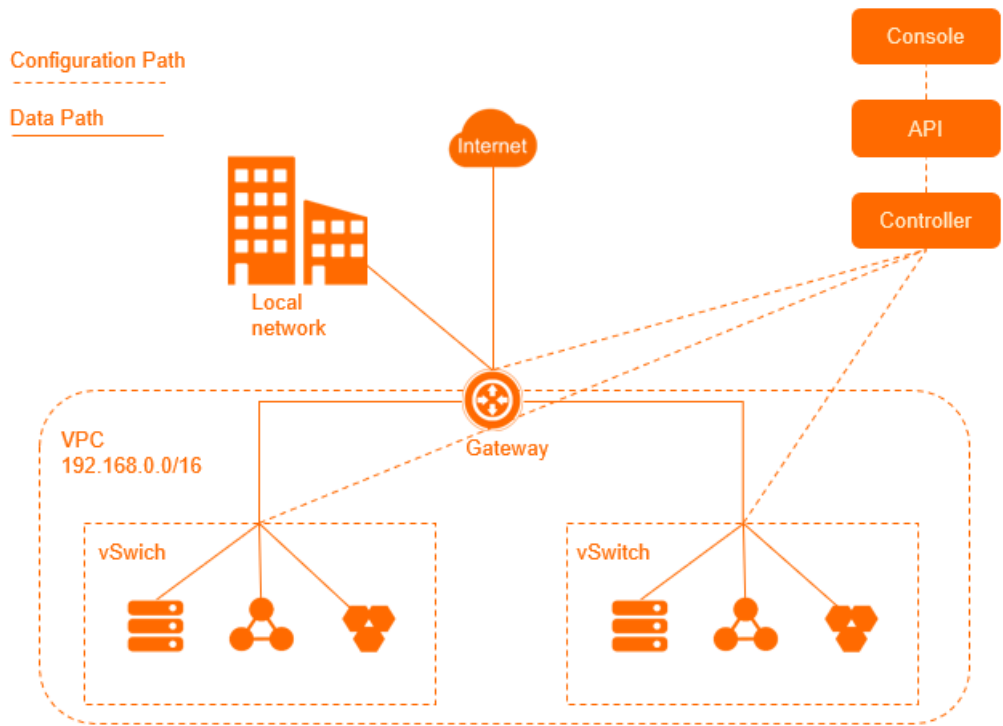 Configuration Path
Data Path
Console
API
Controller
Internet
Local
network
Gateway
VPC
192.168.0.0/16
vSwich
vSwitch